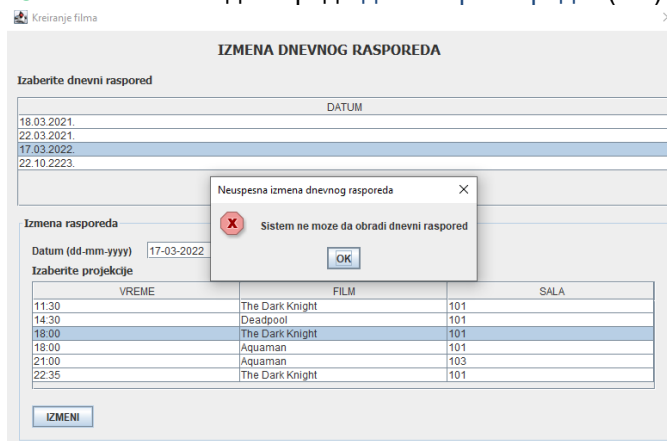 Kreiranje filma
IZMENA DNEVNOG RASPOREDA
Izaberite dnevni raspored
DATUM
18.03.2021.
22.03.2021.
17.03.2022.
22.10.2223.
Neuspesna izmena dnevnog rasporeda
Sistem ne moze da obradi dnevni raspored
OK
Izmena rasporeda
Datum (dd-mm-yyyy) 17-03-2022
Izaberite projekcije
VREME FILM SALA
11:30 The Dark Knight 101
14:30 Deadpool 101
18:00 The Dark Knight 101
18:00 Aquaman 101
21:00 Aquaman 103
22:35 The Dark Knight 101
IZMENI